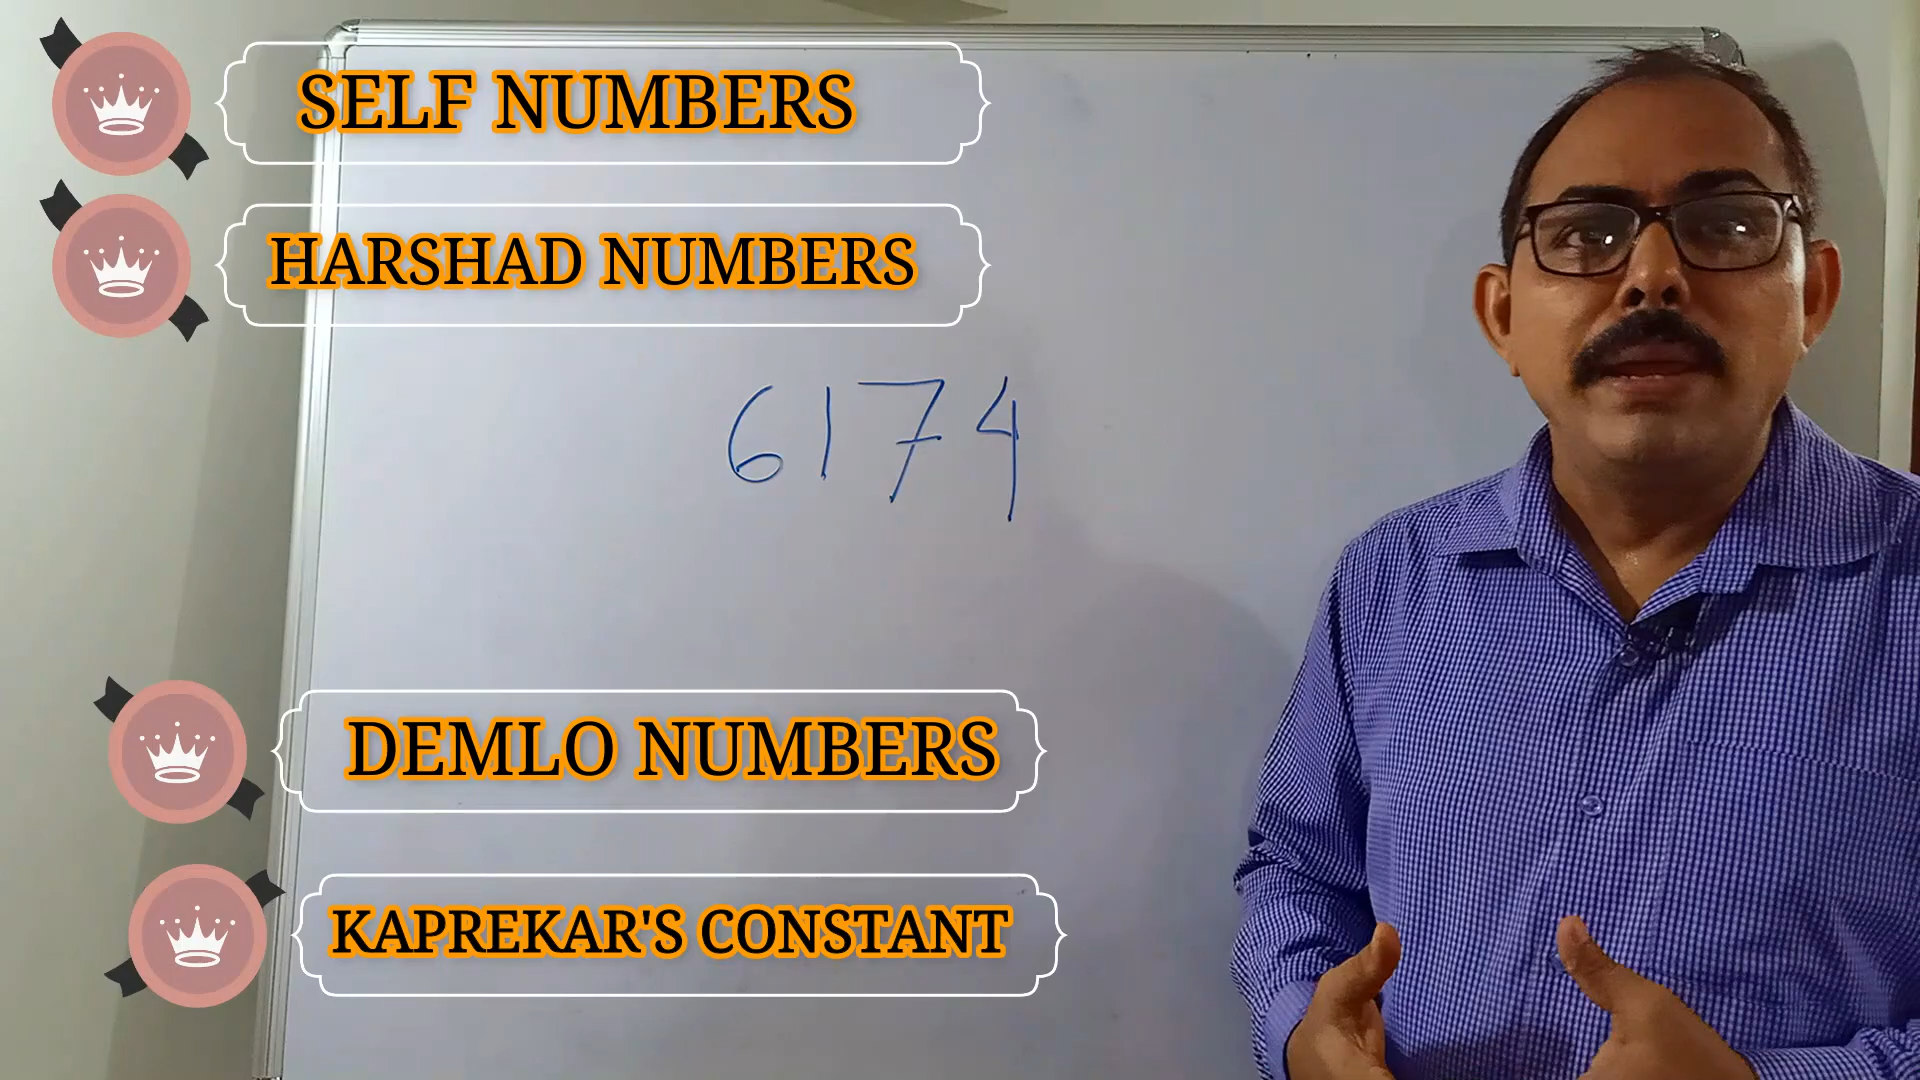 SELF NUMBERS
HARSHAD NUMBERS
6174
DEMLO NUMBERS
KAPREKAR'S CONSTANT